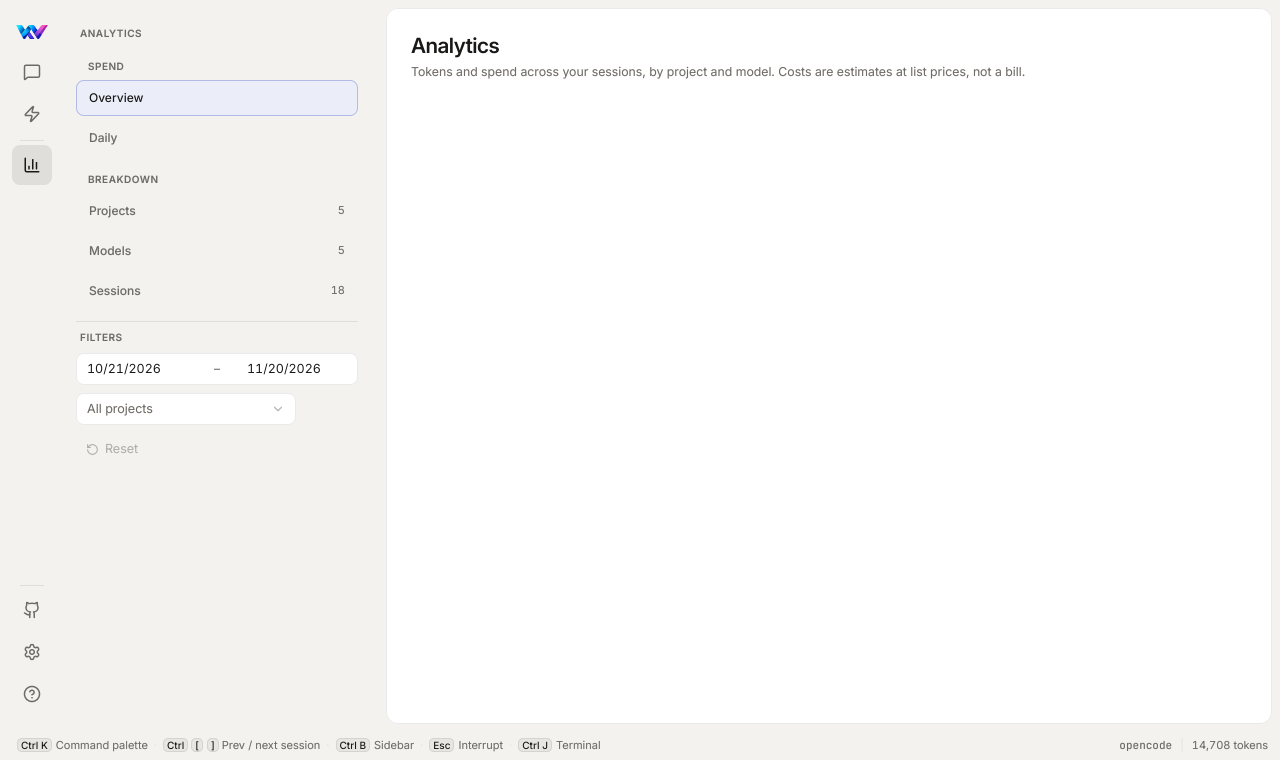 ANALYTICS
SPEND
Overview
Daily
BREAKDOWN
Projects 5
Models 5
Sessions 18
FILTERS
10/21/2026 – 11/20/2026
All projects
Reset
Analytics
Tokens and spend across your sessions, by project and model. Costs are estimates at list prices, not a bill.
Ctrl K Command palette Ctrl [ ] Prev / next session Ctrl B Sidebar Esc Interrupt Ctrl J Terminal opencode 14,708 tokens